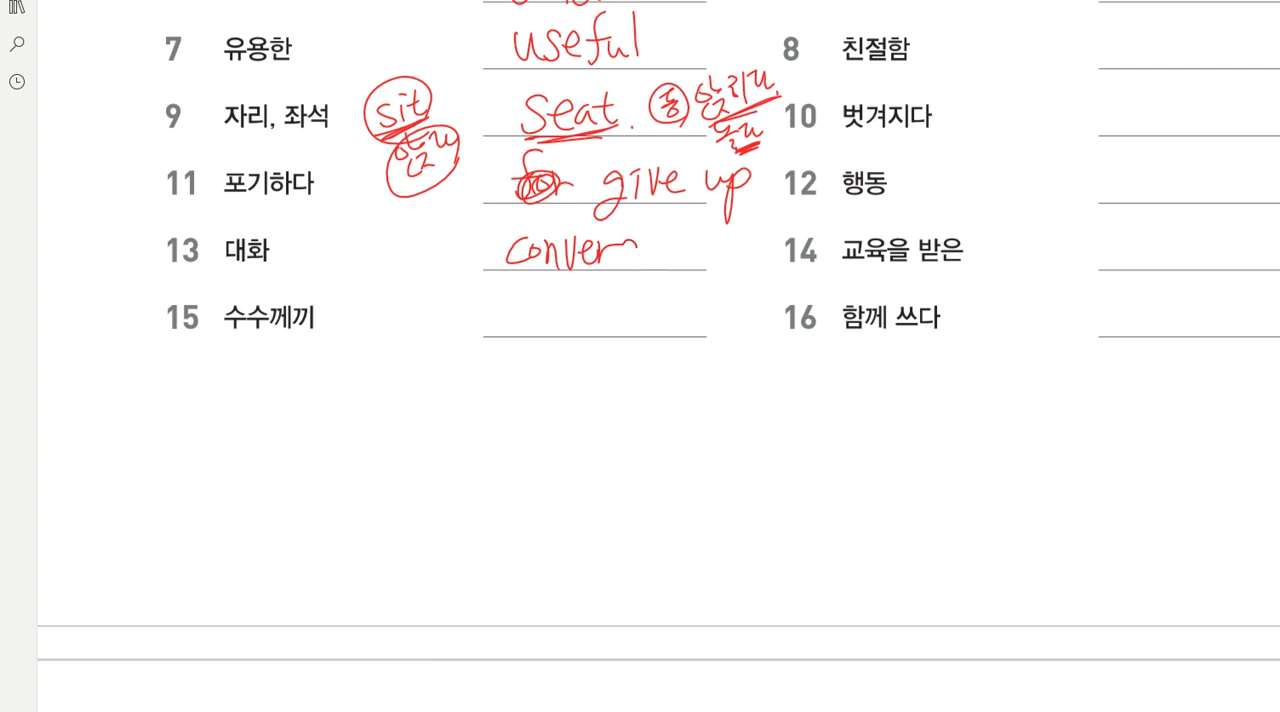 7 유용한 useful 8 친절함
9 자리, 좌석 sit 앉다 seat. 동 앉히다 놓다 10 벗겨지다
11 포기하다 give up 12 행동
13 대화 conver 14 교육을 받은
15 수수께끼 16 함께 쓰다